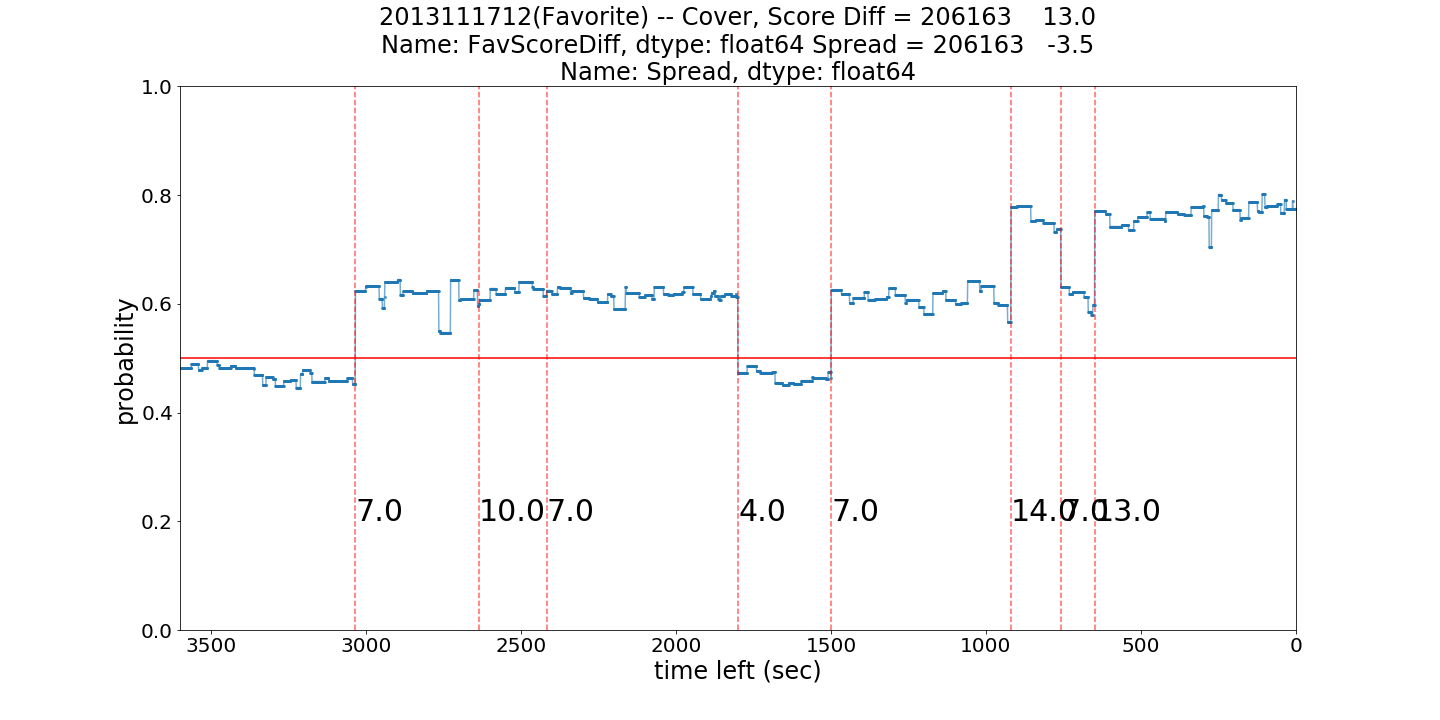 2013111712(Favorite) -- Cover, Score Diff = 206163    13.0
Name: FavScoreDiff, dtype: float64 Spread = 206163   -3.5
Name: Spread, dtype: float64
1.0
0.8
0.6
0.4
0.2
0.0
probability
7.0 10.0 7.0 4.0 7.0 14.0 7.0 13.0
3500 3000 2500 2000 1500 1000 500 0
time left (sec)